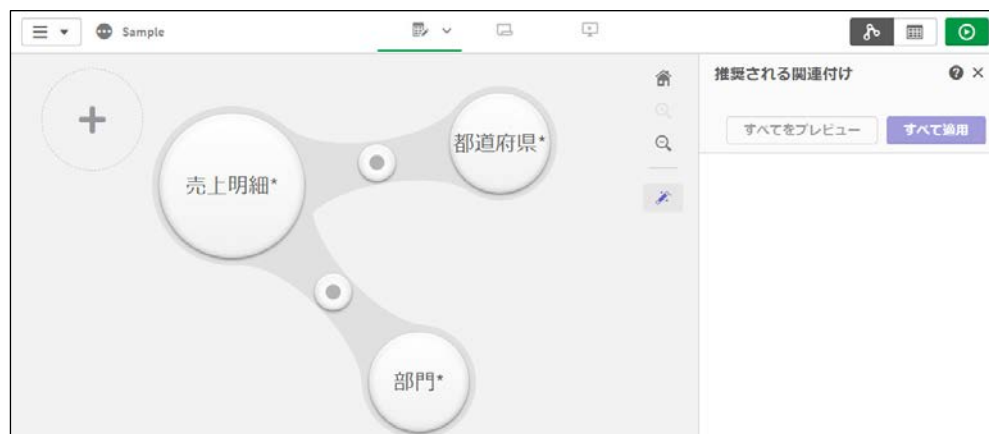 Sample
推奨される関連付け
すべてをプレビュー
すべて適用
売上明細*
都道府県*
部門*